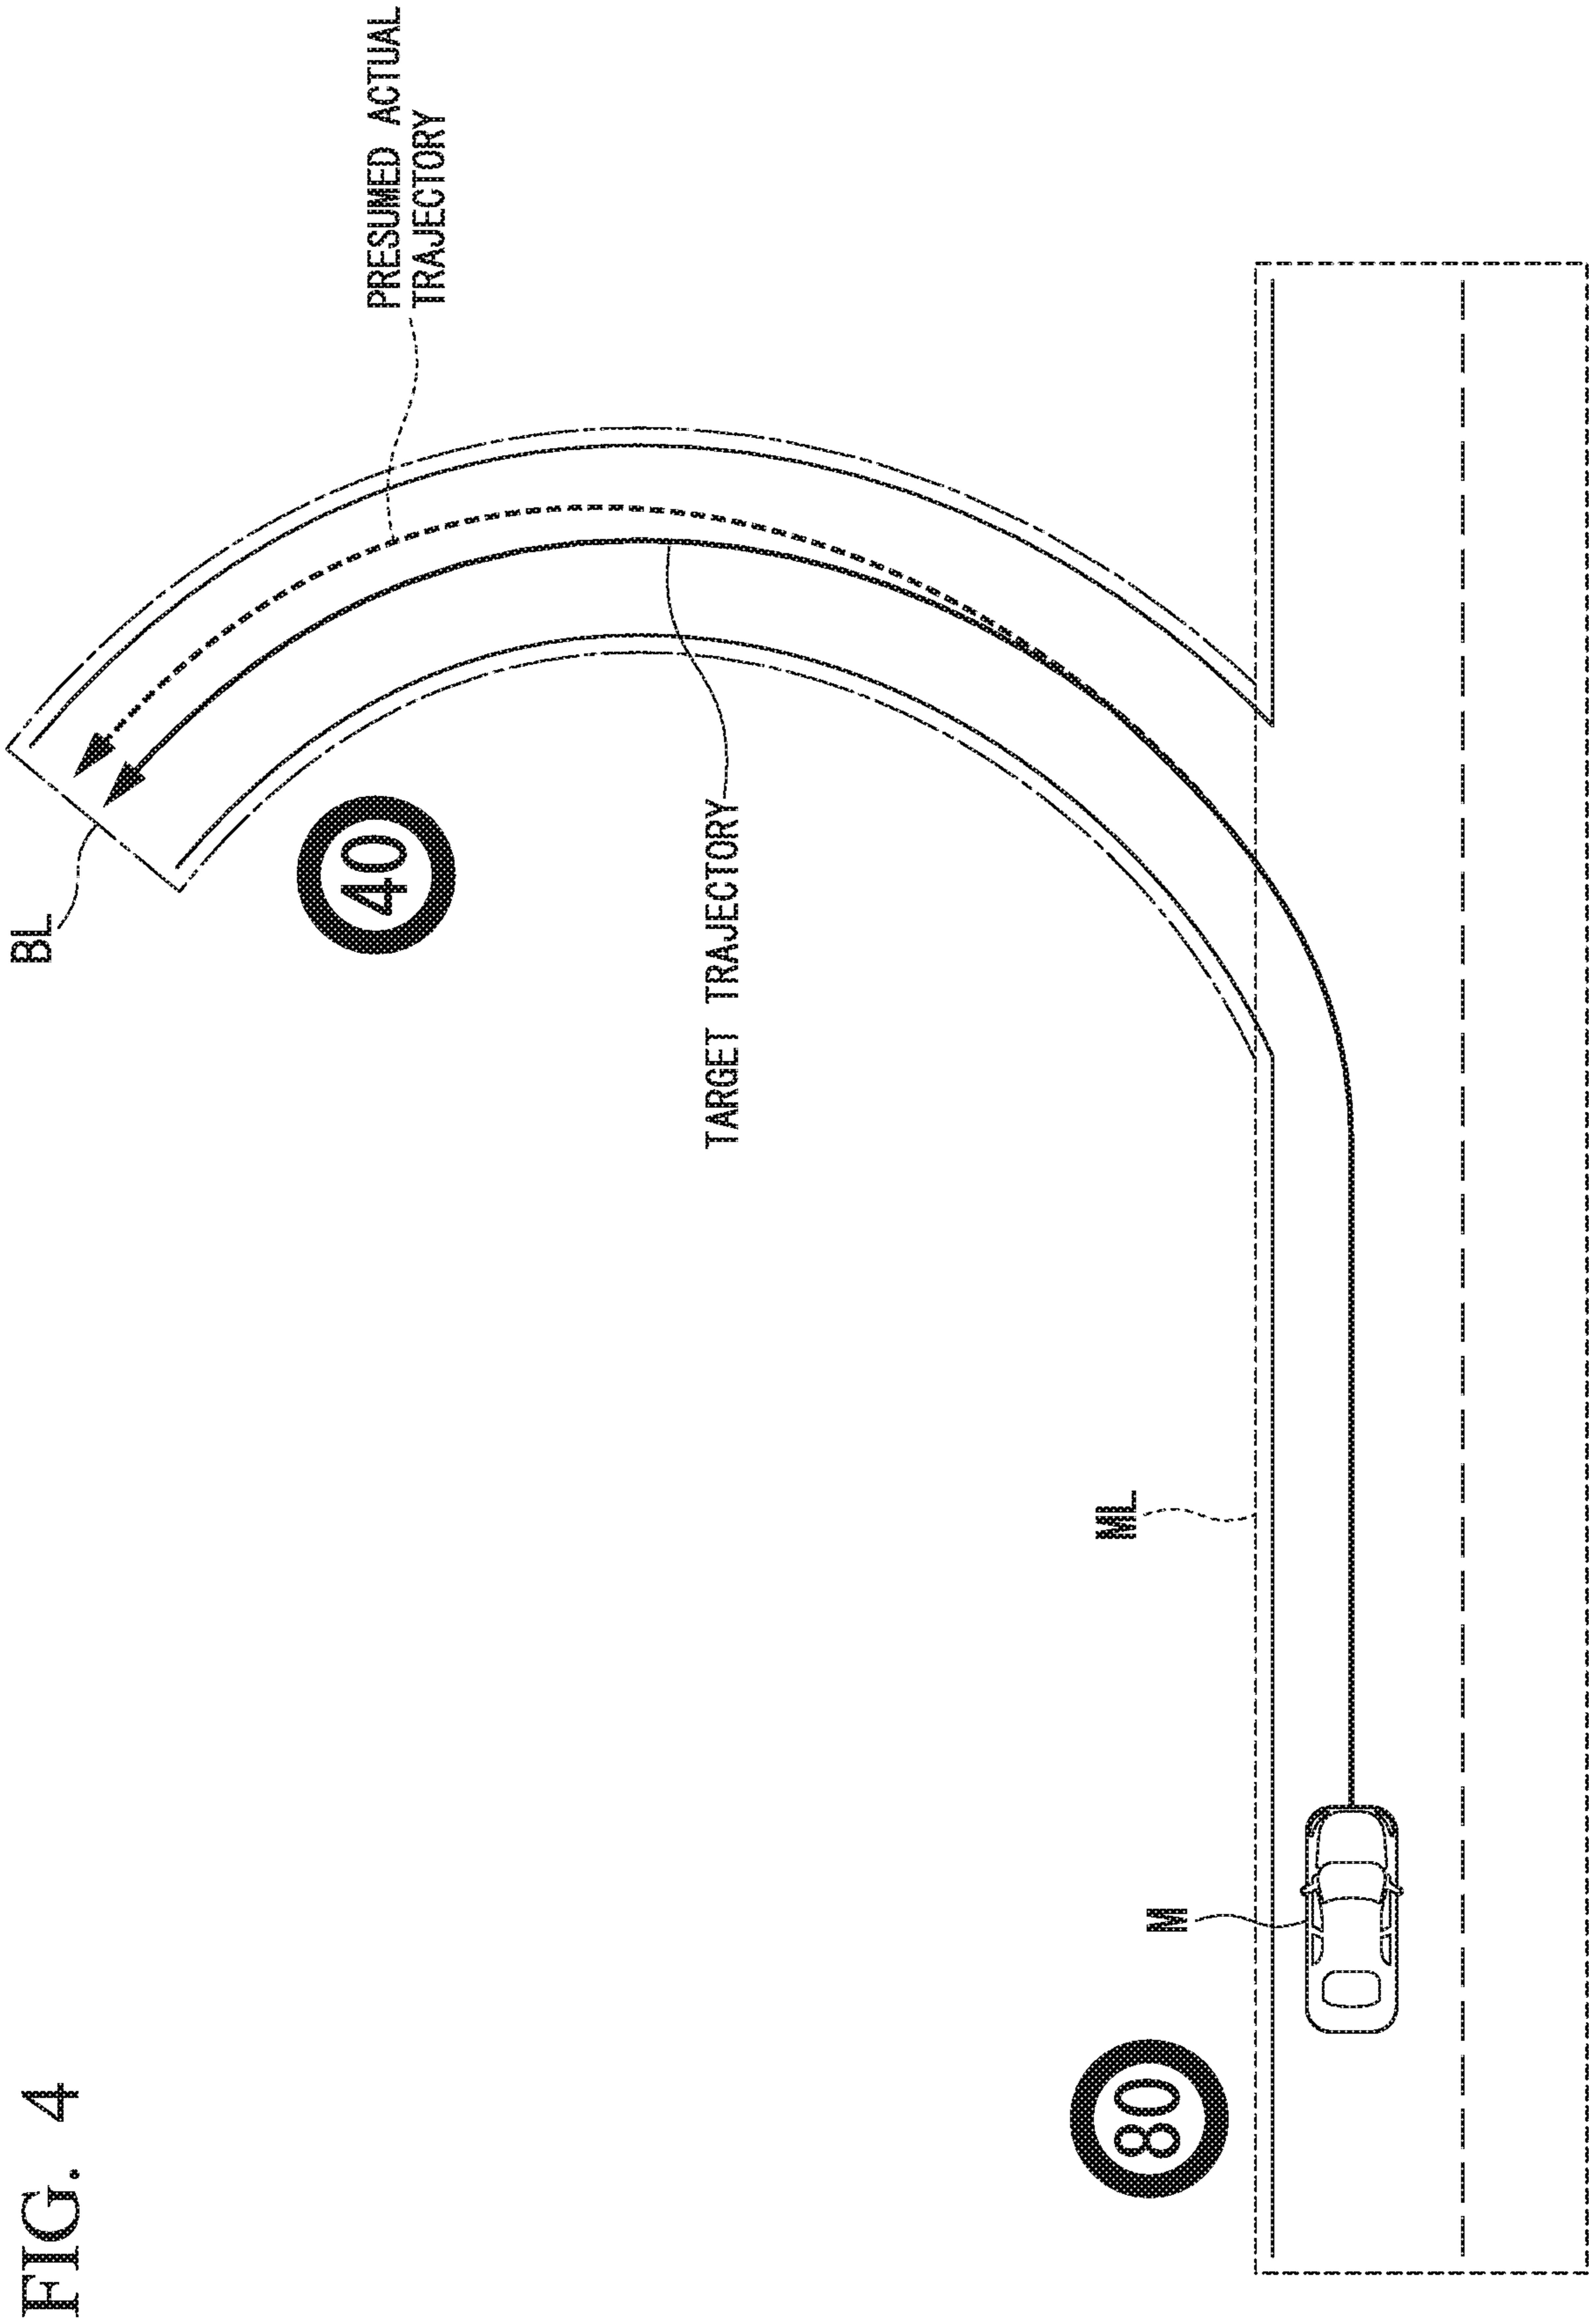 FIG. 4
BL
40
PRESUMED ACTUAL
TRAJECTORY
TARGET TRAJECTORY
ML
M
80